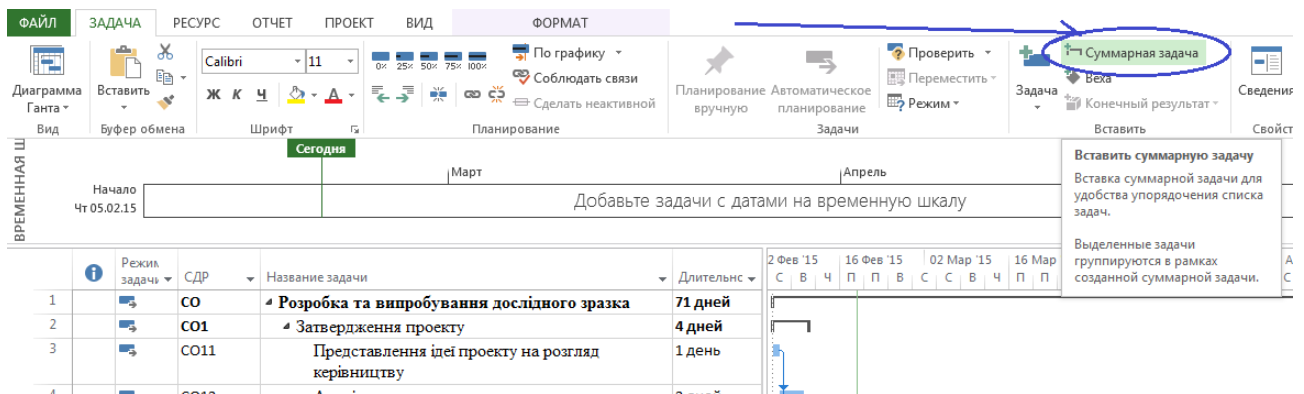 ФАЙЛ ЗАДАЧА РЕСУРС ОТЧЕТ ПРОЕКТ ВИД ФОРМАТ
Диаграмма Ганта
Вид
Вставить
Буфер обмена
Calibri 11
Ж К Ч
Шрифт
0% 25% 50% 75% 100%
По графику
Соблюдать связи
Сделать неактивной
Планирование
Планирование вручную
Автоматическое планирование
Проверить
Переместить
Режим
Задачи
Задача
Суммарная задача
Веха
Конечный результат
Вставить
Сведения
Свойст
Вставить суммарную задачу
Вставка суммарной задачи для
удобства упорядочения списка
задач.
Выделенные задачи
группируются в рамках
созданной суммарной задачи.
ВРЕМЕННАЯ Ш
Сегодня
Март
Апрель
Начало
Чт 05.02.15
Добавьте задачи с датами на временную шкалу
Режим задачи СДР Название задачи Длительнс
2 Фев '15 16 Фев '15 02 Мар '15 16 Мар
С В Ч П П В С С В Ч П П
1 СО Розробка та випробування дослідного зразка 71 дней
2 СО1 Затвердження проекту 4 дней
3 СО11 Представлення ідеї проекту на розгляд 1 день
керівництву